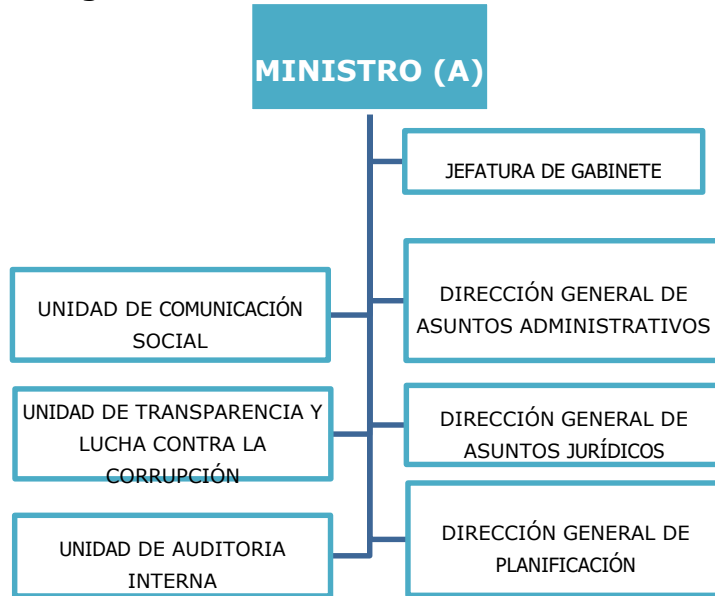 MINISTRO (A)
JEFATURA DE GABINETE
UNIDAD DE COMUNICACIÓN
SOCIAL
DIRECCIÓN GENERAL DE
ASUNTOS ADMINISTRATIVOS
UNIDAD DE TRANSPARENCIA Y
LUCHA CONTRA LA
CORRUPCIÓN
DIRECCIÓN GENERAL DE
ASUNTOS JURÍDICOS
UNIDAD DE AUDITORIA
INTERNA
DIRECCIÓN GENERAL DE
PLANIFICACIÓN